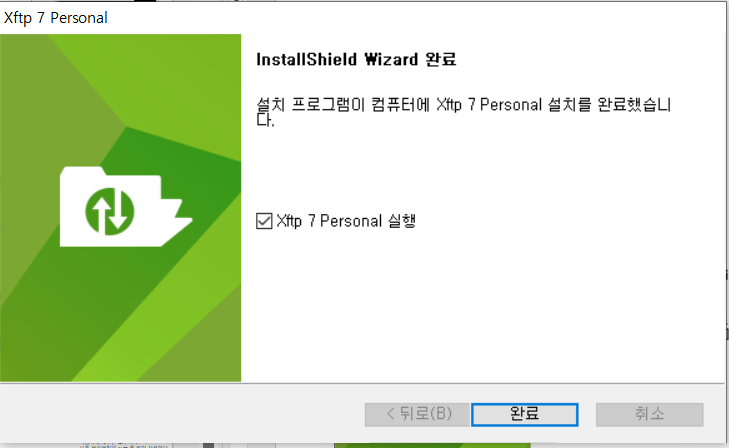 Xftp 7 Personal
InstallShield Wizard 완료
설치 프로그램이 컴퓨터에 Xftp 7 Personal 설치를 완료했습니
다.
Xftp 7 Personal 실행
< 뒤로(B)
완료
취소